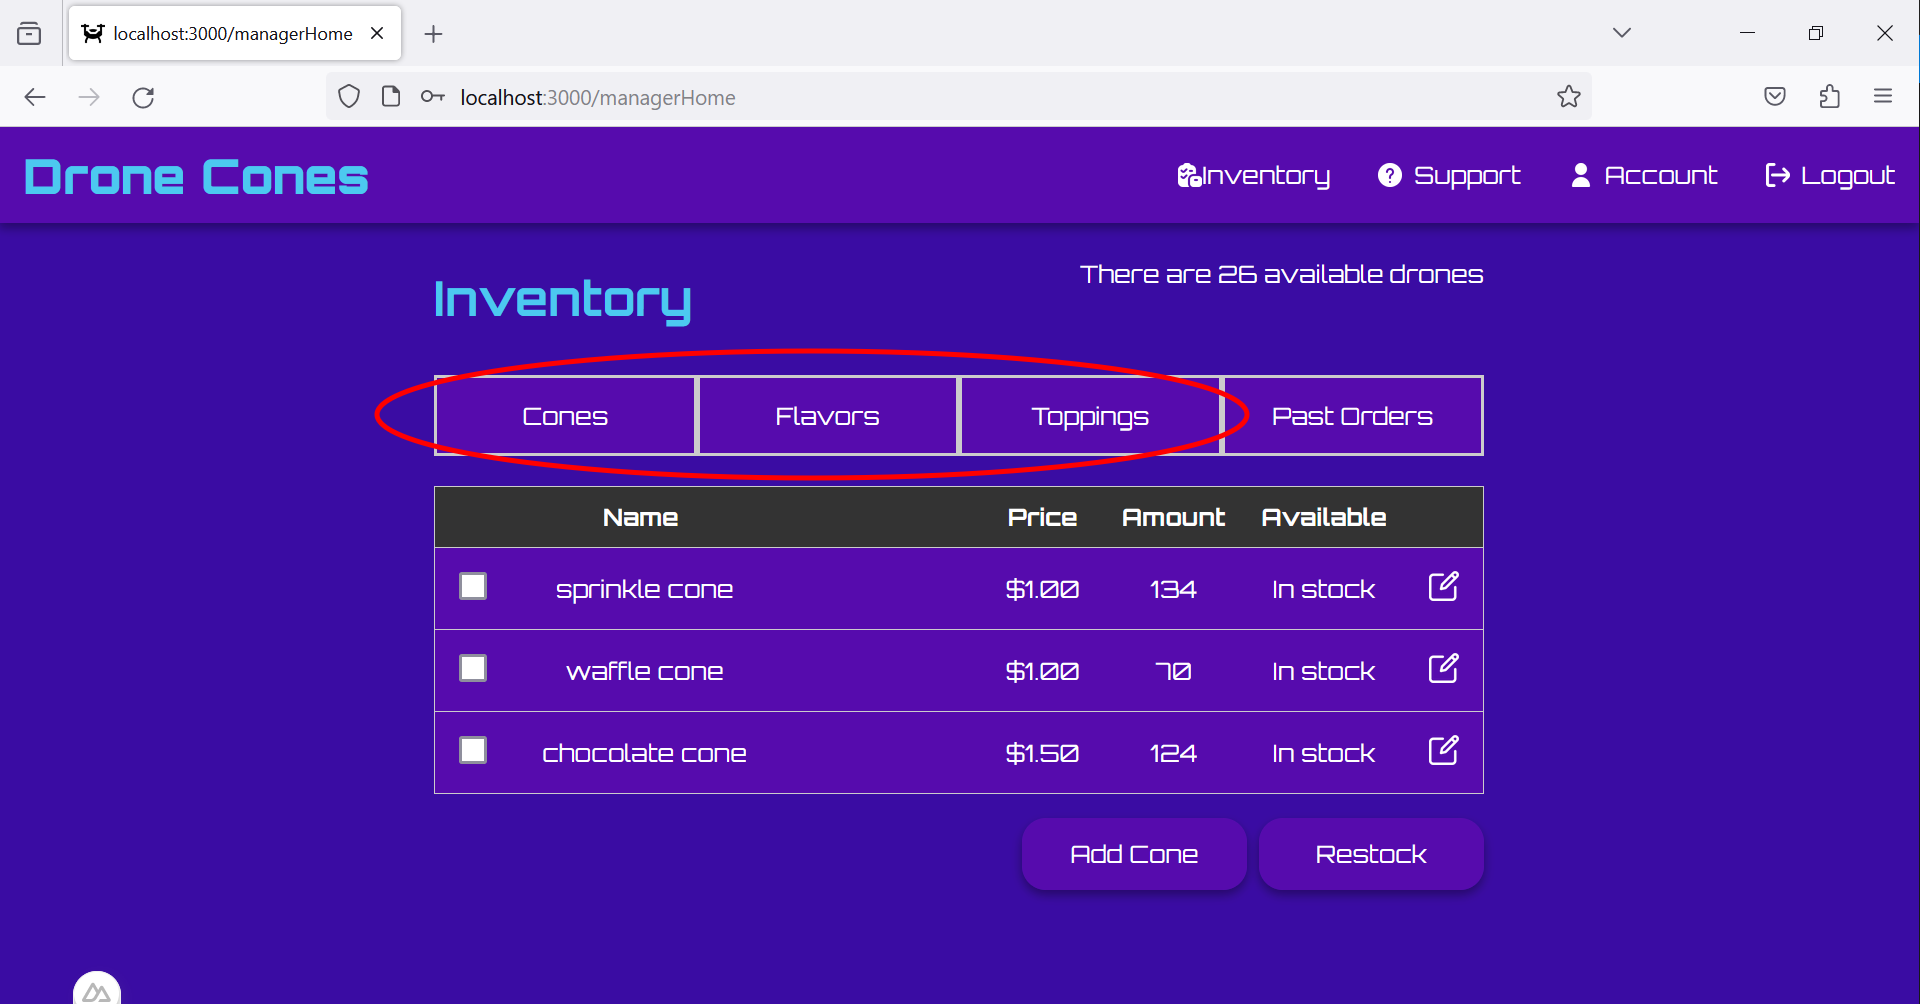 localhost:3000/managerHome
localhost:3000/managerHome
Drone Cones
Inventory Support Account Logout
There are 26 available drones
Inventory
Cones Flavors Toppings Past Orders
Name Price Amount Available
sprinkle cone $1.00 134 In stock
waffle cone $1.00 70 In stock
chocolate cone $1.50 124 In stock
Add Cone Restock